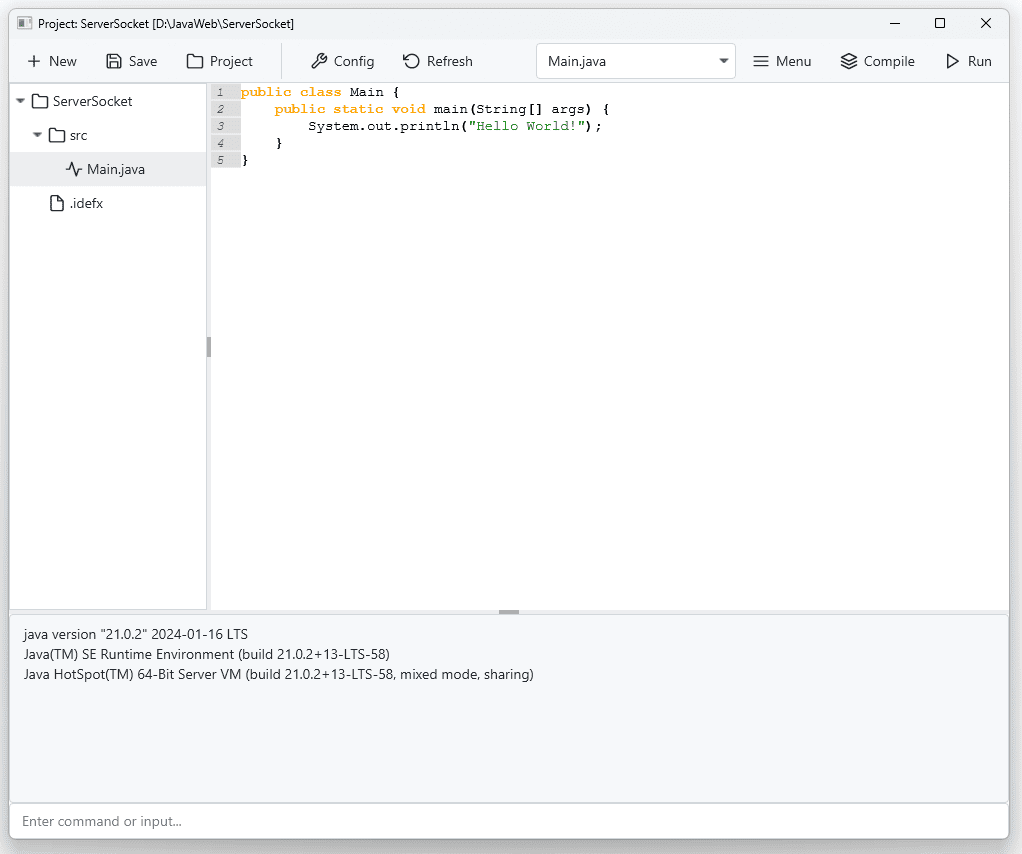 Project: ServerSocket [D:\JavaWeb\ServerSocket]
New Save Project Config Refresh Main.java Menu Compile Run
ServerSocket
src
Main.java
.idefx
1 public class Main {
2     public static void main(String[] args) {
3         System.out.println("Hello World!");
4     }
5 }
java version "21.0.2" 2024-01-16 LTS
Java(TM) SE Runtime Environment (build 21.0.2+13-LTS-58)
Java HotSpot(TM) 64-Bit Server VM (build 21.0.2+13-LTS-58, mixed mode, sharing)
Enter command or input...